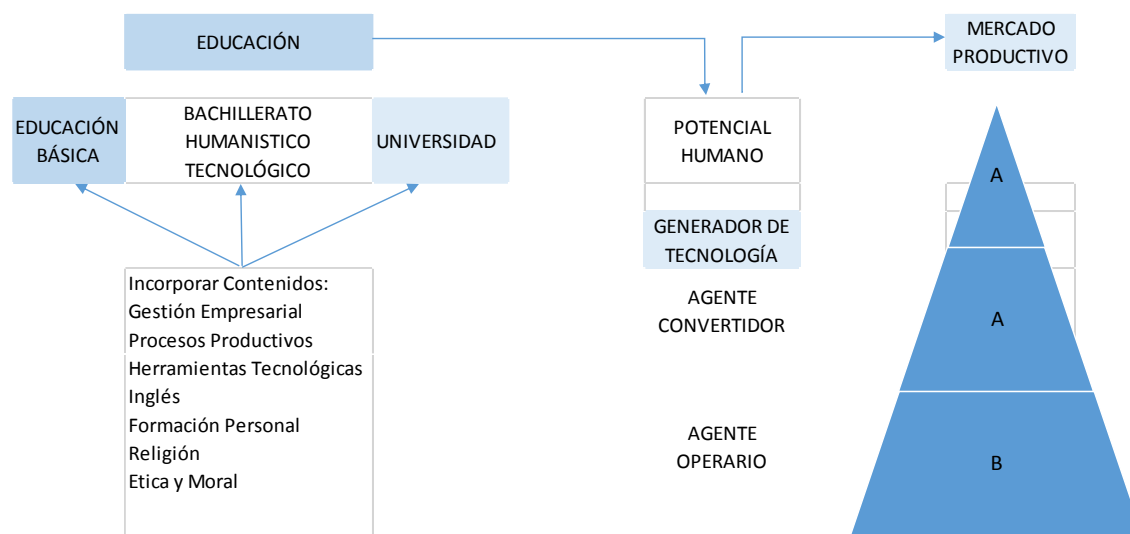 EDUCACIÓN
MERCADO
PRODUCTIVO
EDUCACIÓN
BÁSICA
BACHILLERATO
HUMANISTICO
TECNOLÓGICO
UNIVERSIDAD
POTENCIAL
HUMANO
A
GENERADOR DE
TECNOLOGÍA
Incorporar Contenidos:
Gestión Empresarial
Procesos Productivos
Herramientas Tecnológicas
Inglés
Formación Personal
Religión
Etica y Moral
AGENTE
CONVERTIDOR
A
AGENTE
OPERARIO
B